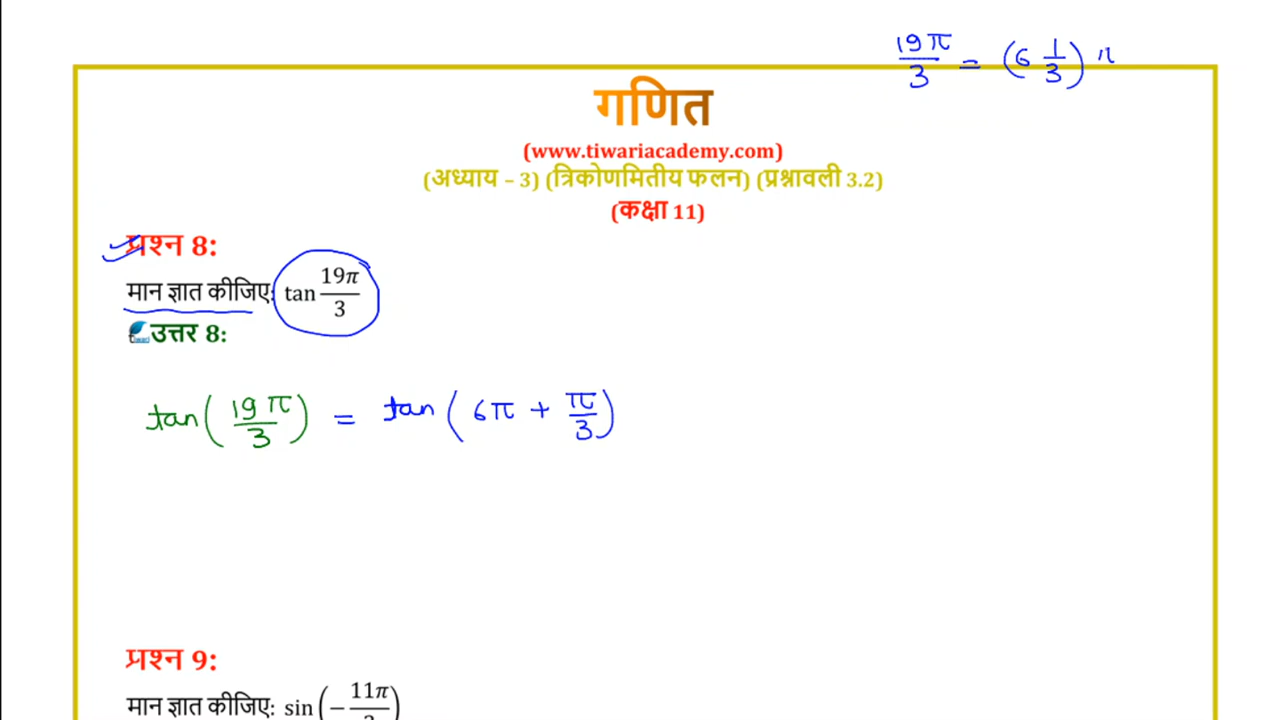 19π/3 = (6 1/3) π
गणित
(www.tiwariacademy.com)
(अध्याय – 3) (त्रिकोणमितीय फलन) (प्रश्नावली 3.2)
(कक्षा 11)
प्रश्न 8:
मान ज्ञात कीजिए: tan 19π/3
उत्तर 8:
tan(19π/3) = tan(6π + π/3)
प्रश्न 9:
मान ज्ञात कीजिए: sin(−11π/3)